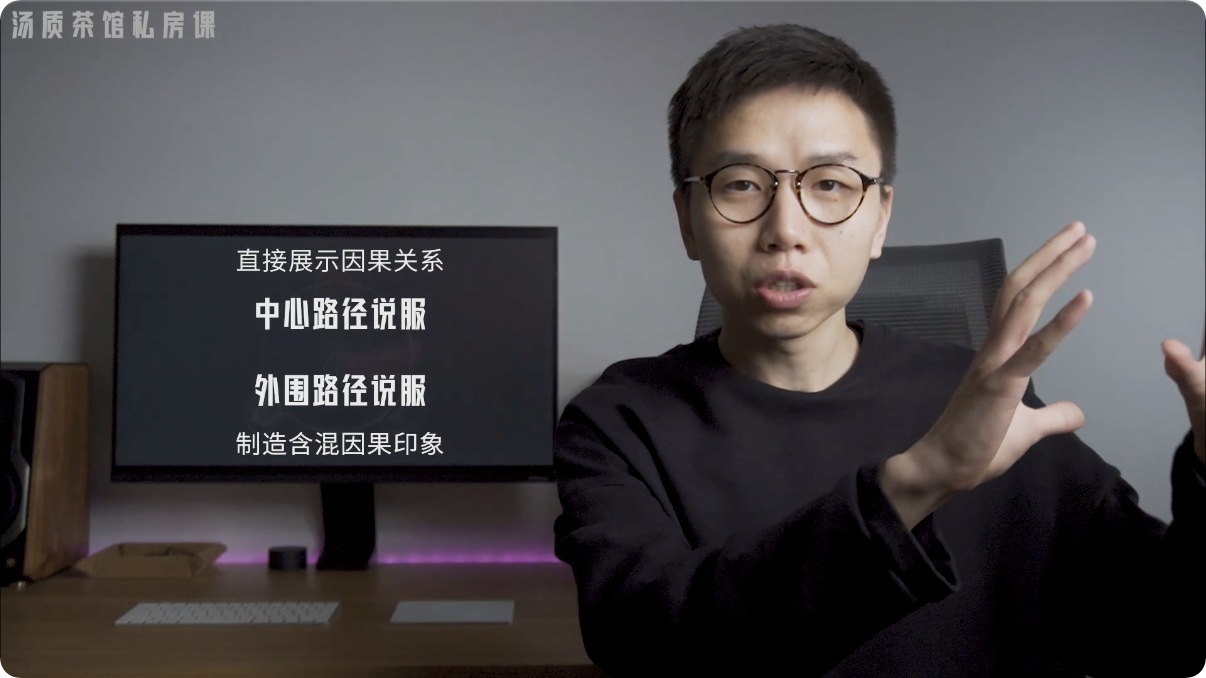 汤质茶馆私房课
直接展示因果关系
中心路径说服
外围路径说服
制造含混因果印象